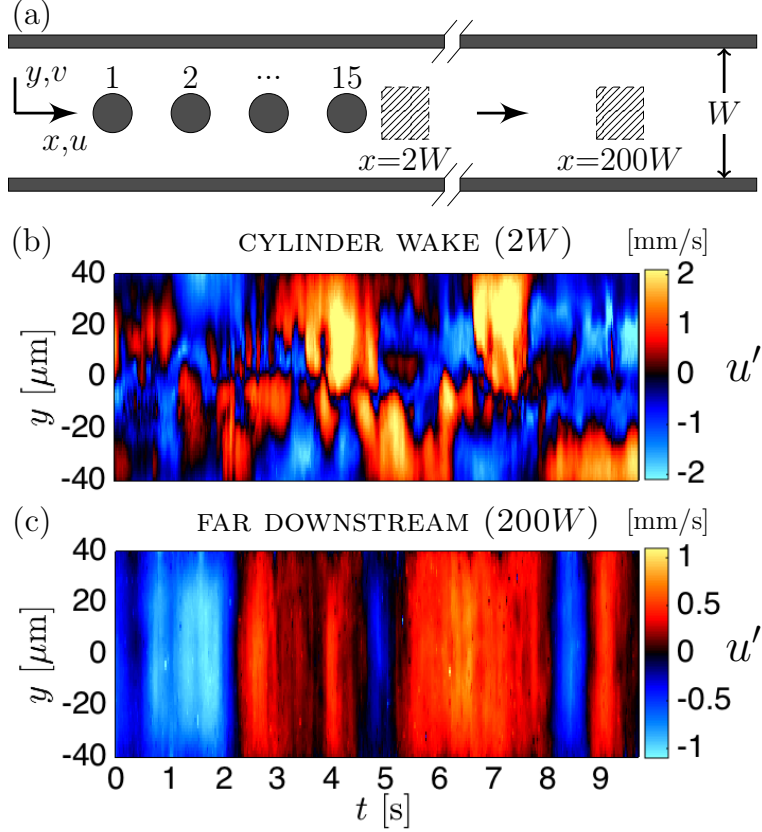 (a)
y,v
x,u
1 2 ... 15
x=2W
x=200W
W
(b) CYLINDER WAKE (2W) [mm/s]
y [μm]
40
20
0
-20
-40
2
1
0
-1
-2
u′
(c) FAR DOWNSTREAM (200W) [mm/s]
y [μm]
40
20
0
-20
-40
1
0.5
0
-0.5
-1
u′
0 1 2 3 4 5 6 7 8 9
t [s]